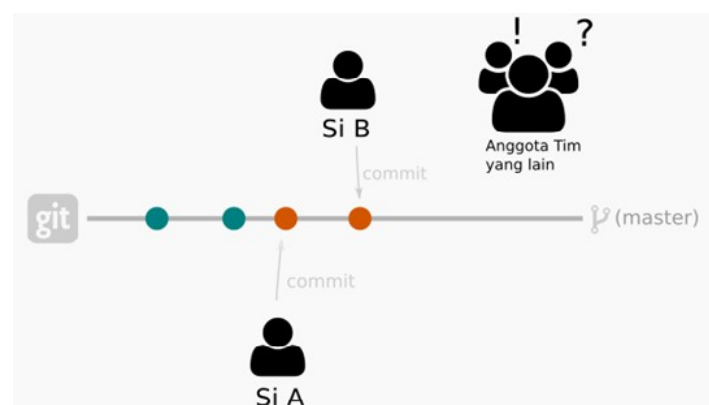 ! ?
Si B
Anggota Tim
yang lain
commit
git
(master)
commit
Si A